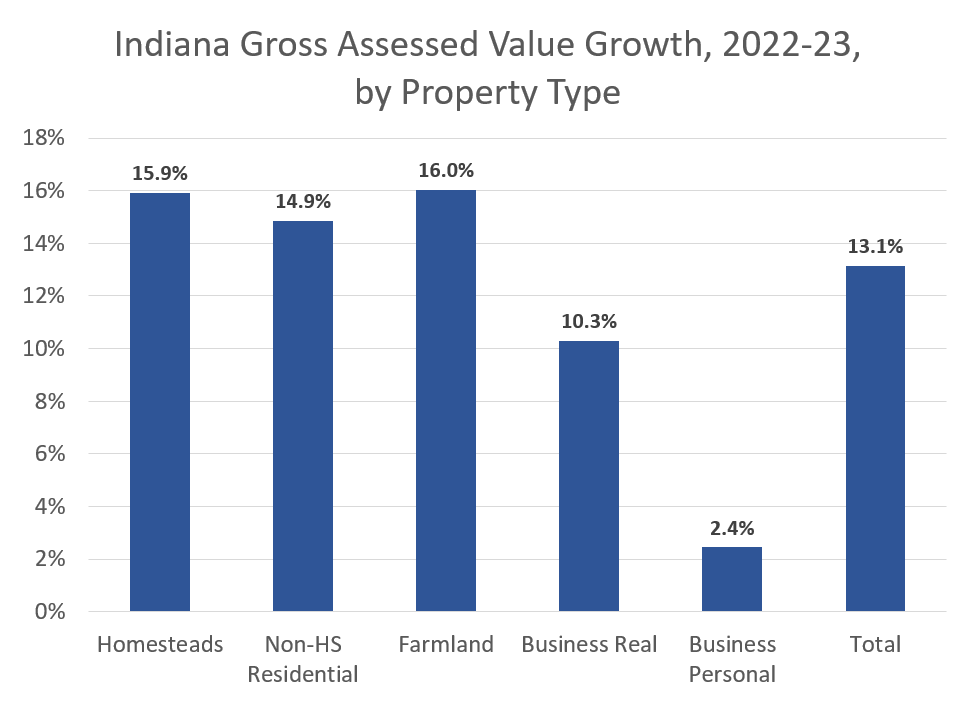 Indiana Gross Assessed Value Growth, 2022-23,
by Property Type
18%
16%
14%
12%
10%
8%
6%
4%
2%
0%
15.9%
14.9%
16.0%
10.3%
2.4%
13.1%
Homesteads
Non-HS
Residential
Farmland
Business Real
Business
Personal
Total